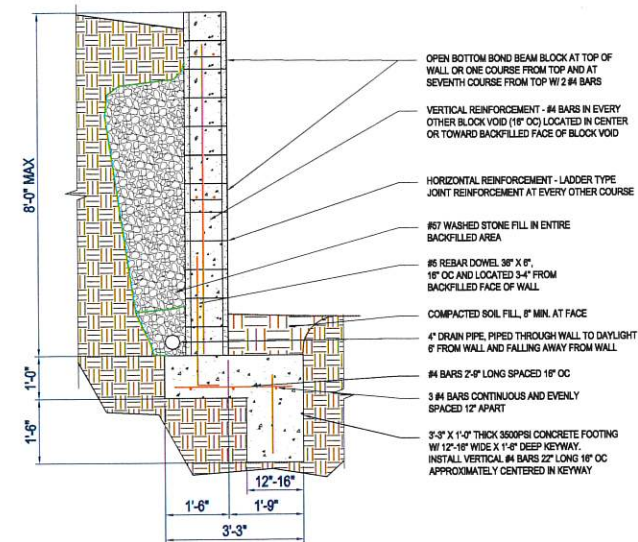 OPEN BOTTOM BOND BEAM BLOCK AT TOP OF
WALL OR ONE COURSE FROM TOP AND AT
SEVENTH COURSE FROM TOP W/ 2 #4 BARS
VERTICAL REINFORCEMENT - #4 BARS IN EVERY
OTHER BLOCK VOID (16" OC) LOCATED IN CENTER
OR TOWARD BACKFILLED FACE OF BLOCK VOID
HORIZONTAL REINFORCEMENT - LADDER TYPE
JOINT REINFORCEMENT AT EVERY OTHER COURSE
#57 WASHED STONE FILL IN ENTIRE
BACKFILLED AREA
#5 REBAR DOWEL 36" X 6",
16" OC AND LOCATED 3-4" FROM
BACKFILLED FACE OF WALL
COMPACTED SOIL FILL, 8" MIN. AT FACE
4" DRAIN PIPE, PIPED THROUGH WALL TO DAYLIGHT
6' FROM WALL AND FALLING AWAY FROM WALL
#4 BARS 2'-9" LONG SPACED 16" OC
3 #4 BARS CONTINUOUS AND EVENLY
SPACED 12" APART
3'-3" X 1'-0" THICK 3500PSI CONCRETE FOOTING
W/ 12"-16" WIDE X 1'-6" DEEP KEYWAY.
INSTALL VERTICAL #4 BARS 22" LONG 16" OC
APPROXIMATELY CENTERED IN KEYWAY
8'-0" MAX
1'-0"
1'-6"
12"-16"
1'-6"
1'-9"
3'-3"